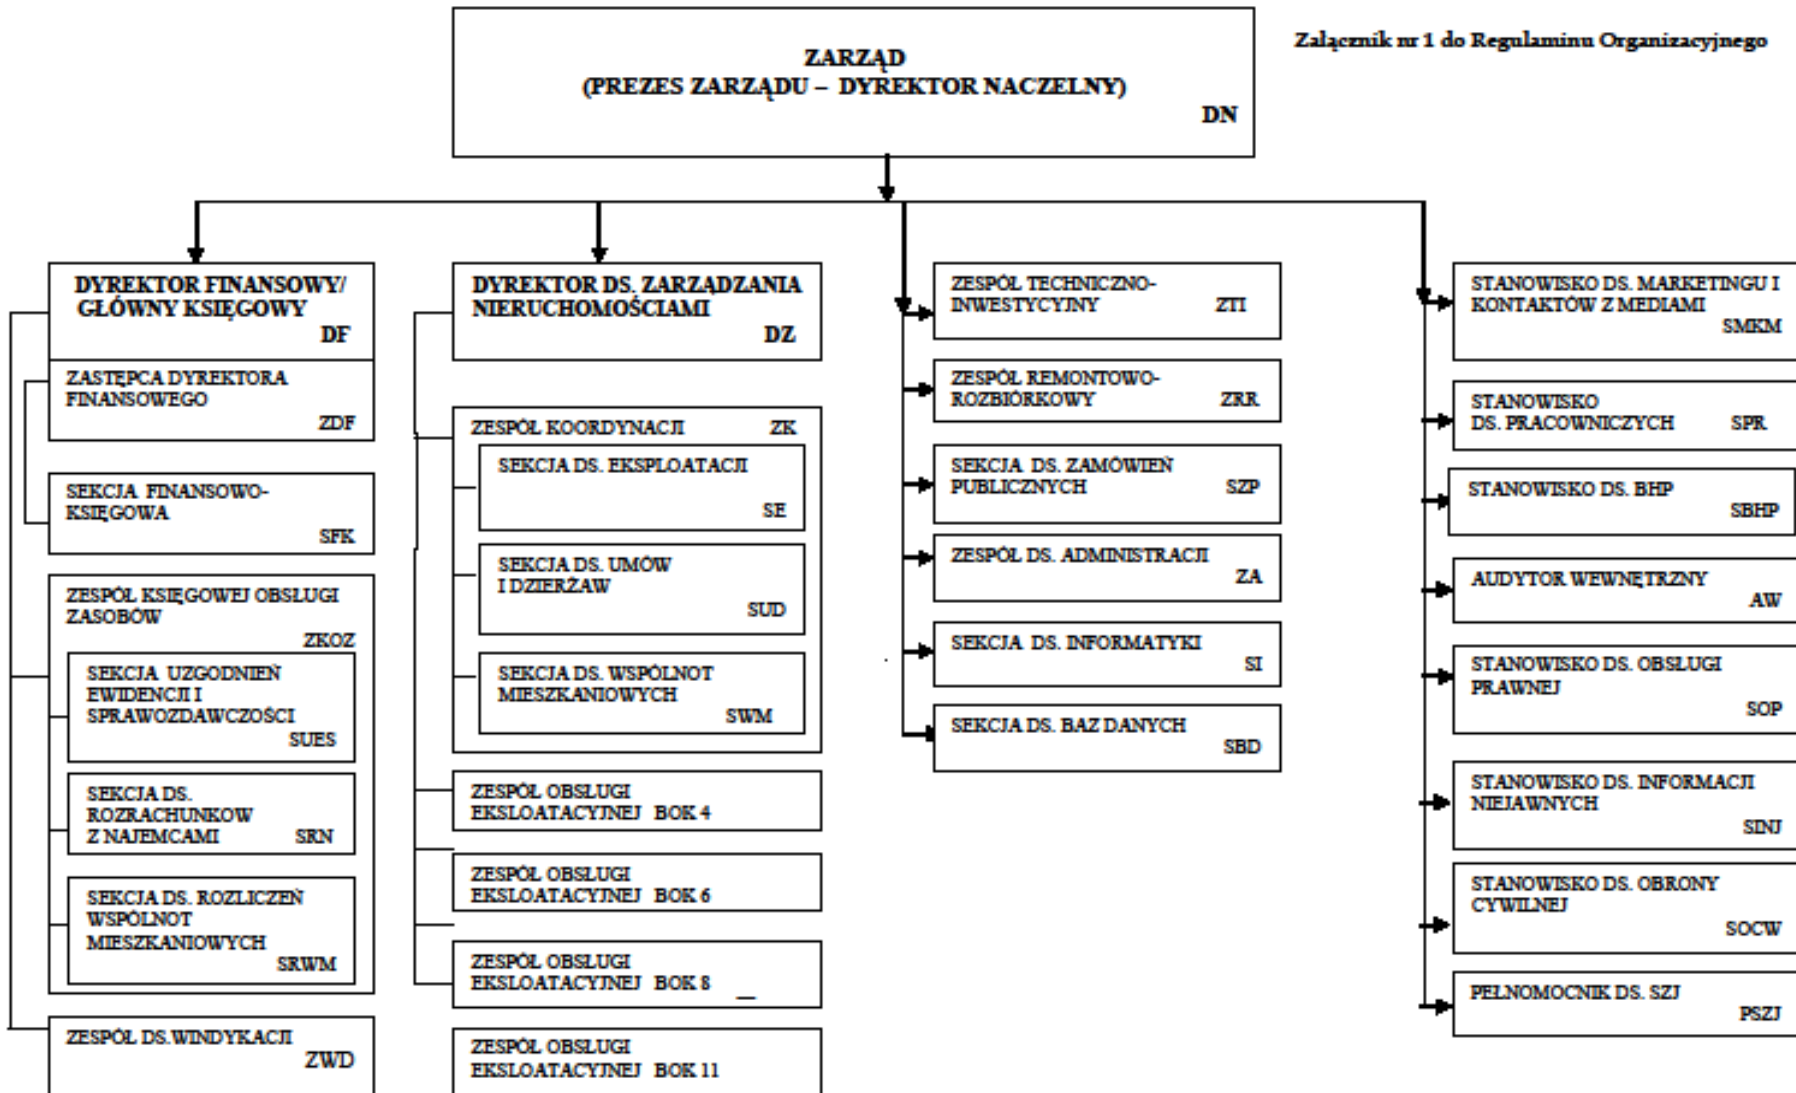 Załącznik nr 1 do Regulaminu Organizacyjnego
ZARZĄD
(PREZES ZARZĄDU – DYREKTOR NACZELNY)
DN
DYREKTOR FINANSOWY/
GŁÓWNY KSIĘGOWY
DF
ZASTĘPCA DYREKTORA
FINANSOWEGO
ZDF
SEKCJA FINANSOWO-
KSIĘGOWA
SFK
ZESPÓŁ KSIĘGOWEJ OBSŁUGI
ZASOBÓW
ZKOZ
SEKCJA UZGODNIEŃ
EWIDENCJI I
SPRAWOZDAWCZOŚCI
SUES
SEKCJA DS.
ROZRACHUNKOW
Z NAJEMCAMI SRN
SEKCJA DS. ROZLICZEŃ
WSPÓLNOT
MIESZKANIOWYCH
SRWM
ZESPÓŁ DS.WINDYKACJI
ZWD
DYREKTOR DS. ZARZĄDZANIA
NIERUCHOMOŚCIAMI
DZ
ZESPÓŁ KOORDYNACJI ZK
SEKCJA DS. EKSPLOATACJI
SE
SEKCJA DS. UMÓW
I DZIERŻAW
SUD
SEKCJA DS. WSPÓLNOT
MIESZKANIOWYCH
SWM
ZESPÓŁ OBSŁUGI
EKSLOATACYJNEJ BOK 4
ZESPÓŁ OBSŁUGI
EKSLOATACYJNEJ BOK 6
ZESPÓŁ OBSŁUGI
EKSLOATACYJNEJ BOK 8
ZESPÓŁ OBSŁUGI
EKSLOATACYJNEJ BOK 11
ZESPÓŁ TECHNICZNO-
INWESTYCYJNY ZTI
ZESPÓŁ REMONTOWO-
ROZBIÓRKOWY ZRR
SEKCJA DS. ZAMÓWIEŃ
PUBLICZNYCH SZP
ZESPÓŁ DS. ADMINISTRACJI
ZA
SEKCJA DS. INFORMATYKI
SI
SEKCJA DS. BAZ DANYCH
SBD
STANOWISKO DS. MARKETINGU I
KONTAKTÓW Z MEDIAMI
SMKM
STANOWISKO
DS. PRACOWNICZYCH SPR
STANOWISKO DS. BHP
SBHP
AUDYTOR WEWNĘTRZNY
AW
STANOWISKO DS. OBSŁUGI
PRAWNEJ
SOP
STANOWISKO DS. INFORMACJI
NIEJAWNYCH
SINJ
STANOWISKO DS. OBRONY
CYWILNEJ
SOCW
PEŁNOMOCNIK DS. SZJ
PSZJ